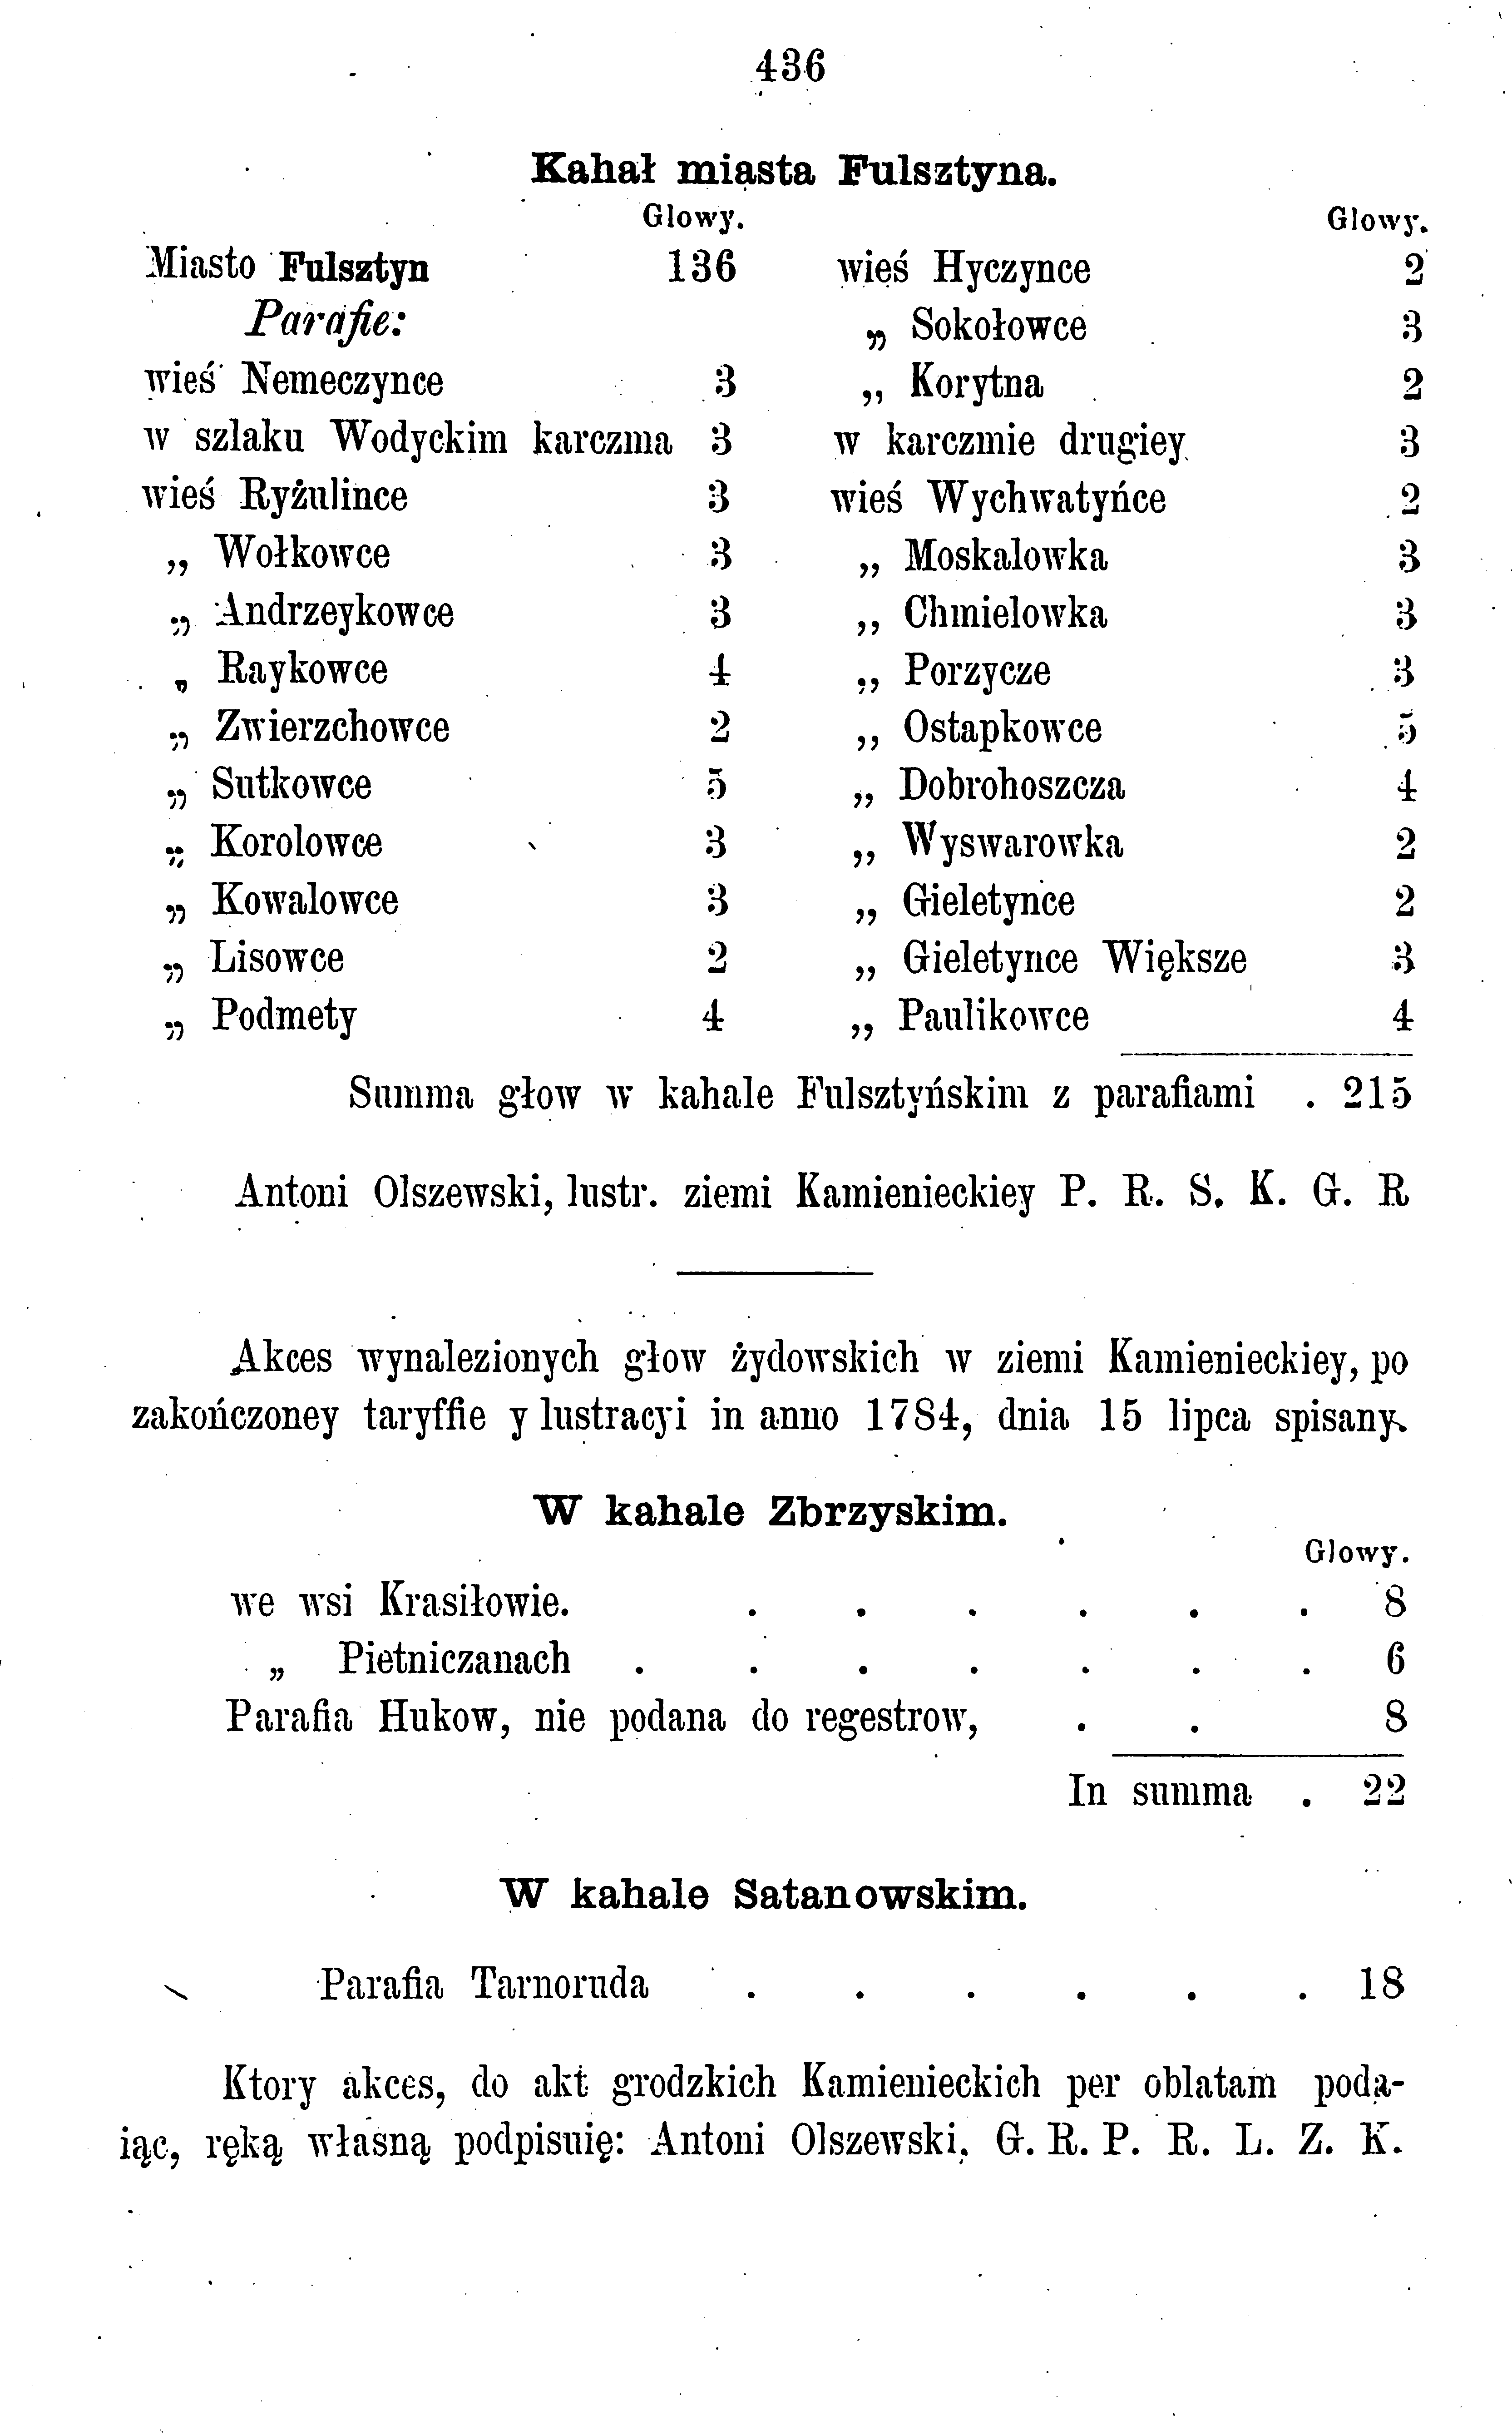 436
Kahał miasta Fulsztyna.
Glowy.
Miasto Fulsztyn 136
Parafie:
wieś Nemeczynce 3
w szlaku Wodyckim karczma 3
wieś Ryżulince 3
„ Wołkowce 3
„ Andrzeykowce 3
„ Raykowce 4
„ Zwierzchowce 2
„ Sutkowce 5
„ Korolowce 3
„ Kowalowce 3
„ Lisowce 2
„ Podmety 4
Glowy.
wieś Hyczynce 2
„ Sokołowce 3
„ Korytna 2
w karczmie drugiey 3
wieś Wychwatyńce 2
„ Moskalowka 3
„ Chmielowka 3
„ Porzycze 3
„ Ostapkowce 5
„ Dobrohoszcza 4
„ Wyswarowka 2
„ Gieletynce 2
„ Gieletynce Większe 3
„ Paulikowce 4
Summa głow w kahale Fulsztyńskim z parafiami . 215
Antoni Olszewski, lustr. ziemi Kamienieckiey P. R. S. K. G. R
Akces wynalezionych głow żydowskich w ziemi Kamienieckiey, po
zakończoney taryffie y lustracyi in anno 1784, dnia 15 lipca spisany.
W kahale Zbrzyskim.
Glowy.
we wsi Krasiłowie. . . . . . . 8
„ Pietniczanach . . . . . . . 6
Parafia Hukow, nie podana do regestrow, . . 8
In summa . 22
W kahale Satanowskim.
Parafia Tarnoruda . . . . . . 18
Ktory akces, do akt grodzkich Kamienieckich per oblatam poda-
iąc, ręką własną podpisuię: Antoni Olszewski, G. R. P. R. L. Z. K.